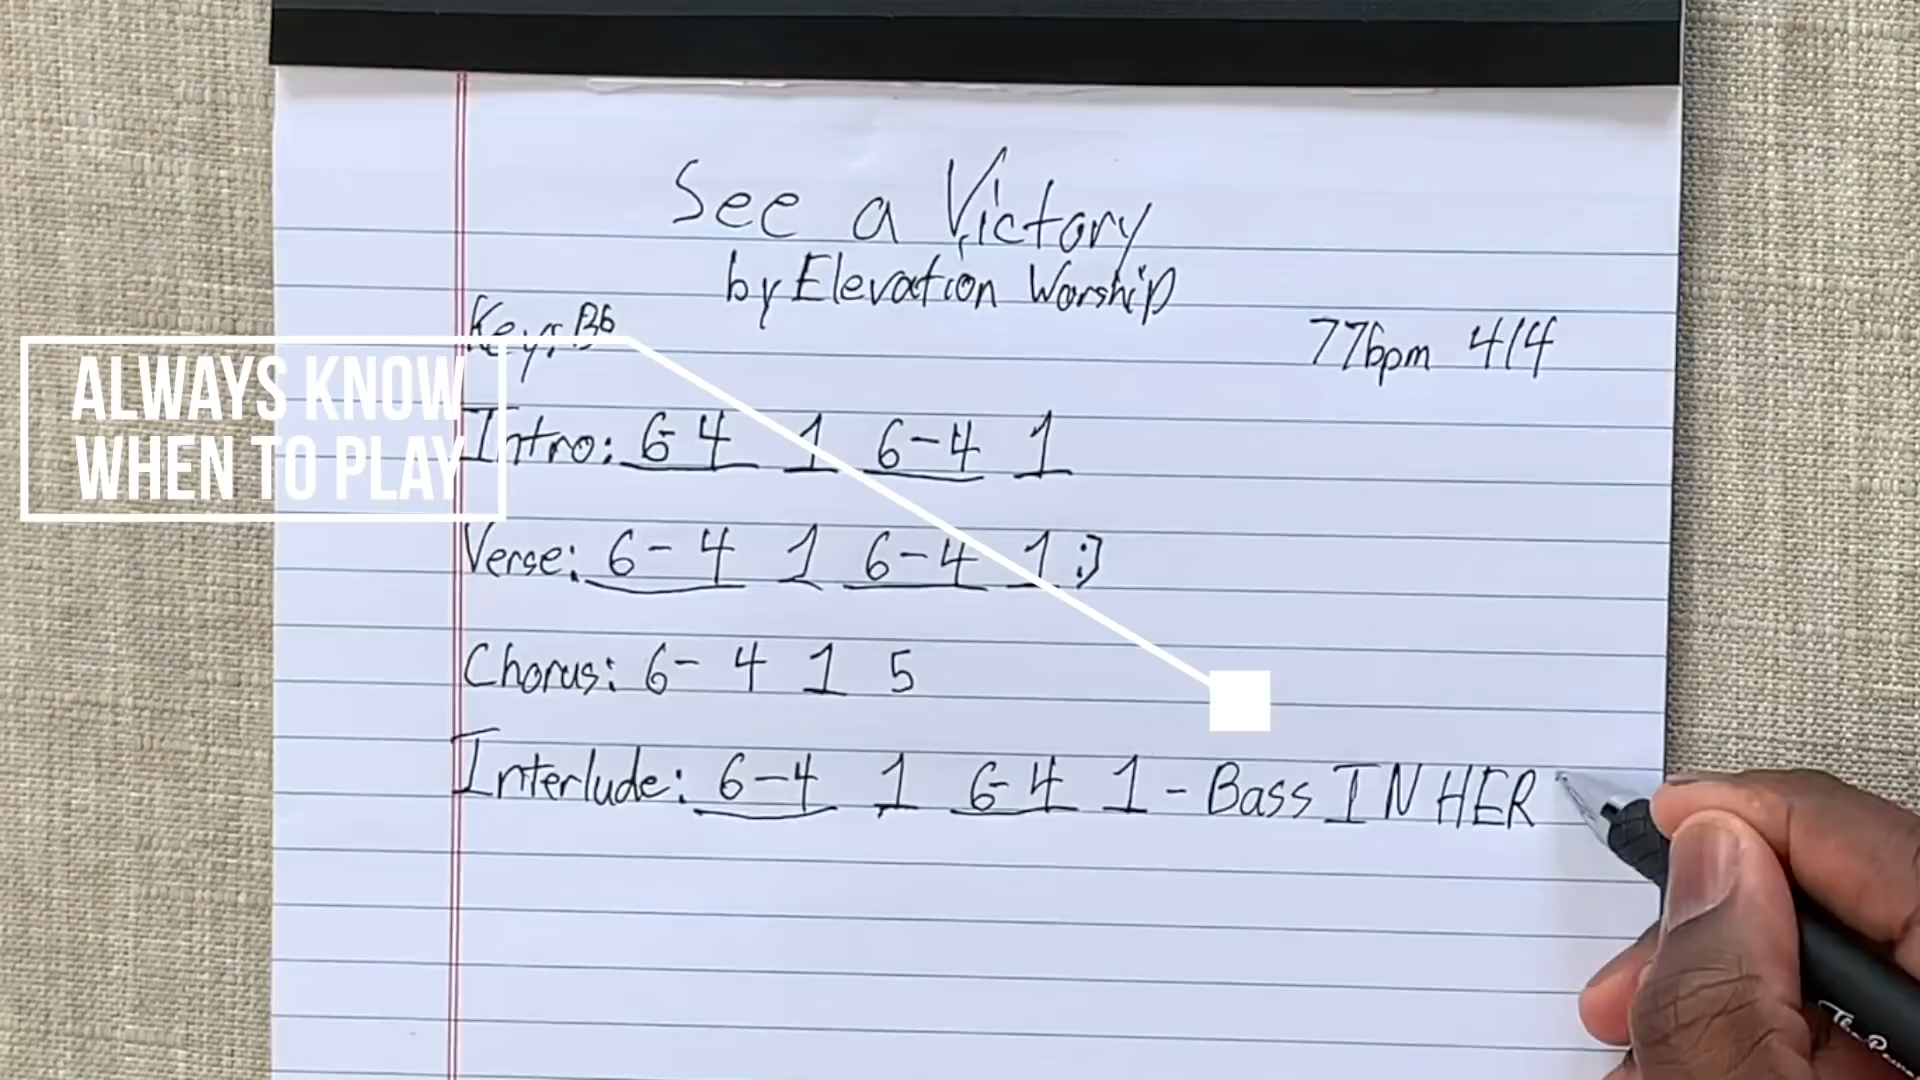 See a Victory
by Elevation Worship
Key: Bb
77bpm 4/4
ALWAYS KNOW
WHEN TO PLAY
Intro: 6-4 1 6-4 1
Verse: 6-4 1 6-4 1 :]
Chorus: 6- 4 1 5
Interlude: 6-4 1 6-4 1 - Bass IN HER